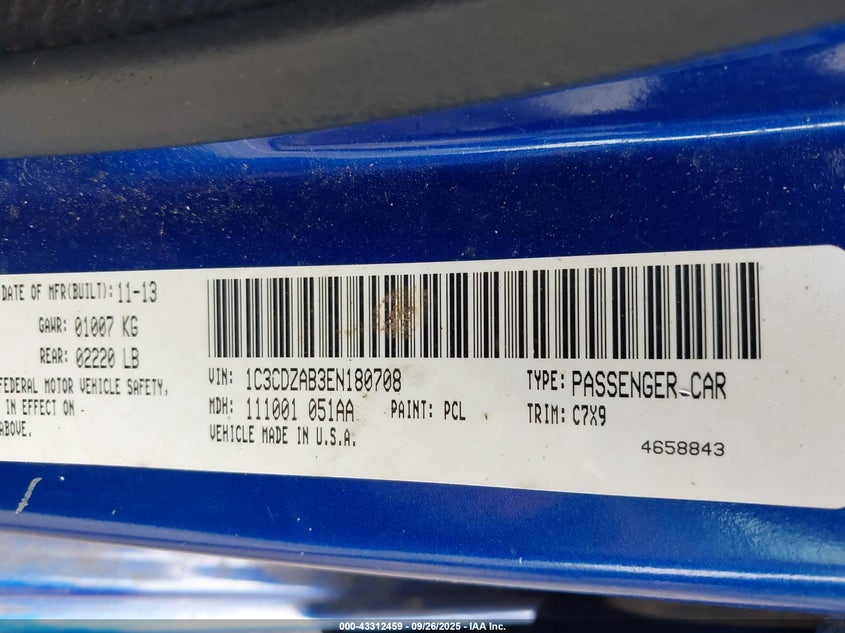 DATE OF MFR(BUILT): 11-13
GAWR: 01007 KG
REAR: 02220 LB
FEDERAL MOTOR VEHICLE SAFETY,
IN EFFECT ON
ABOVE.
VIN: 1C3CDZAB3EN180708
TYPE: PASSENGER CAR
MDH: 111001 051AA
PAINT: PCL
TRIM: C7X9
VEHICLE MADE IN U.S.A.
4658843
000-43312459 - 09/26/2025 - IAA Inc.